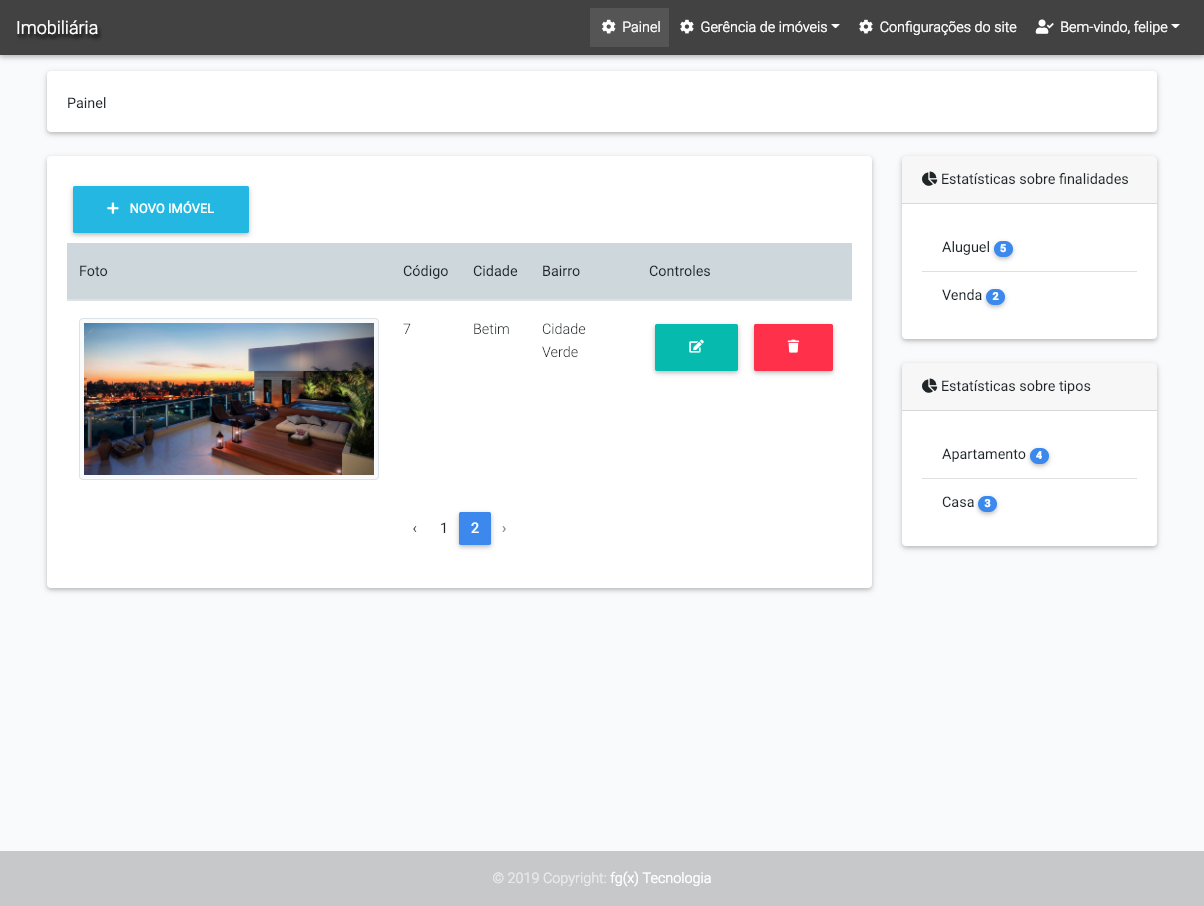 Imobiliária
Painel
Gerência de imóveis
Configurações do site
Bem-vindo, felipe
Painel
NOVO IMÓVEL
Foto
Código
Cidade
Bairro
Controles
7
Betim
Cidade
Verde
‹ 1 2 ›
Estatísticas sobre finalidades
Aluguel 5
Venda 2
Estatísticas sobre tipos
Apartamento 4
Casa 3
© 2019 Copyright: fg(x) Tecnologia